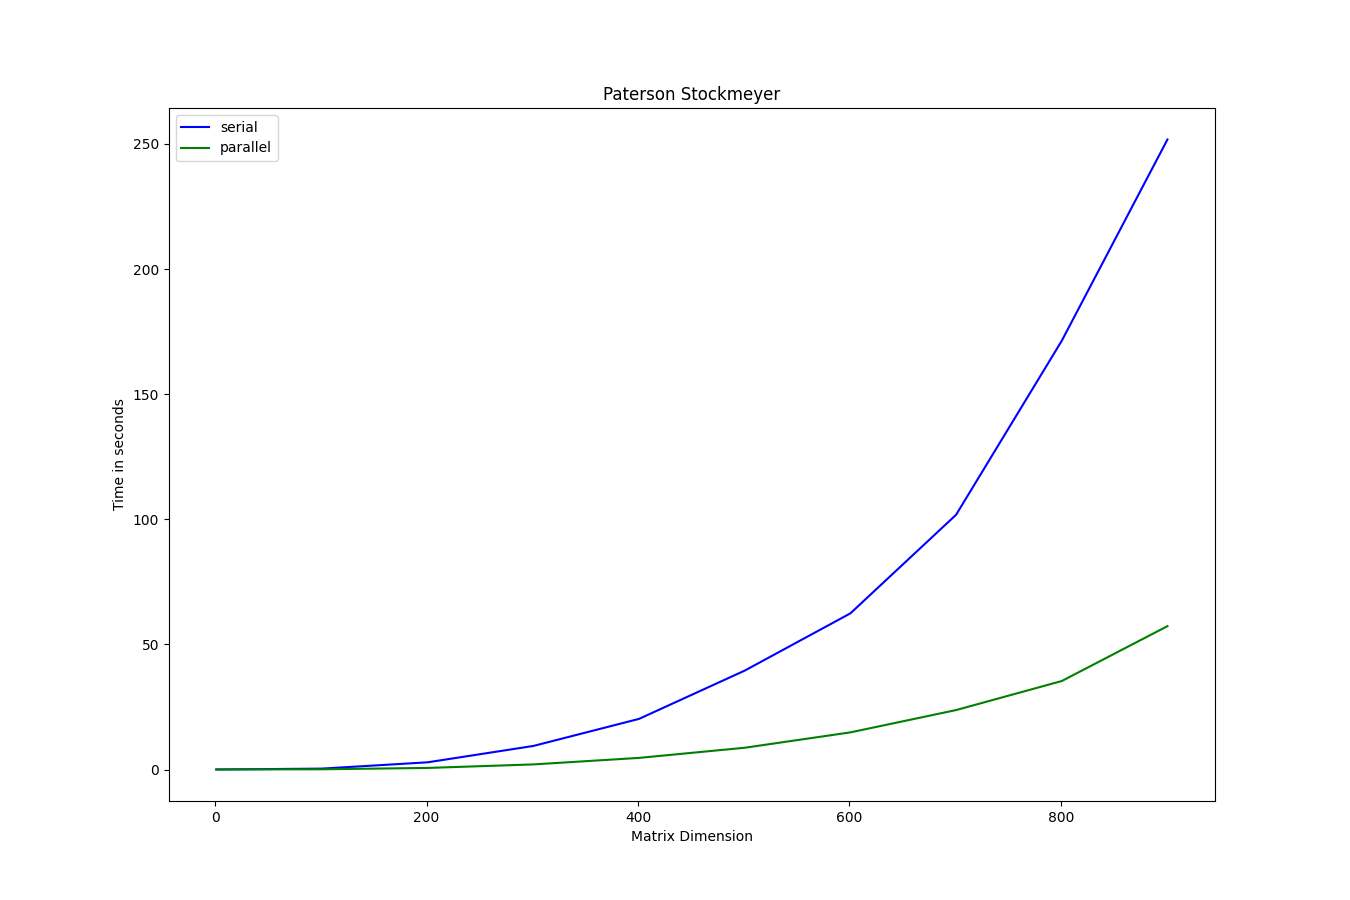 Paterson Stockmeyer
serial
parallel
250
200
150
100
50
0
Time in seconds
0 200 400 600 800
Matrix Dimension